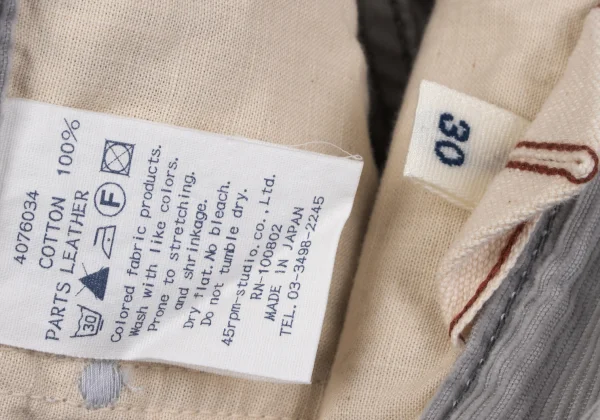 4076034
COTTON 100%
PARTS LEATHER
30 F
Colored fabric products.
Wash with like colors.
Prone to stretching,
and shrinkage.
Dry flat. No bleach.
Do not tumble dry.
45rpm-studio.co.,Ltd.
RN-100802
MADE IN JAPAN
TEL. 03-3498-2245
30